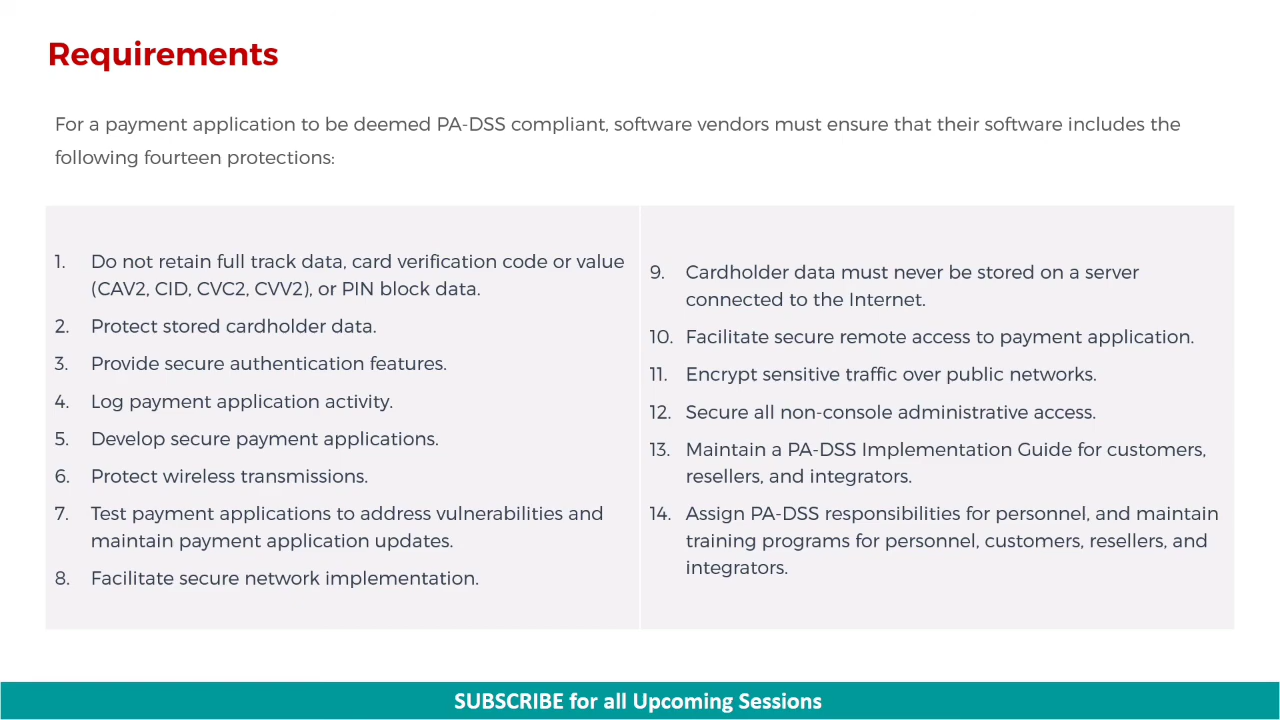 Requirements
For a payment application to be deemed PA-DSS compliant, software vendors must ensure that their software includes the
following fourteen protections:
1. Do not retain full track data, card verification code or value
(CAV2, CID, CVC2, CVV2), or PIN block data.
2. Protect stored cardholder data.
3. Provide secure authentication features.
4. Log payment application activity.
5. Develop secure payment applications.
6. Protect wireless transmissions.
7. Test payment applications to address vulnerabilities and
maintain payment application updates.
8. Facilitate secure network implementation.
9. Cardholder data must never be stored on a server
connected to the Internet.
10. Facilitate secure remote access to payment application.
11. Encrypt sensitive traffic over public networks.
12. Secure all non-console administrative access.
13. Maintain a PA-DSS Implementation Guide for customers,
resellers, and integrators.
14. Assign PA-DSS responsibilities for personnel, and maintain
training programs for personnel, customers, resellers, and
integrators.
SUBSCRIBE for all Upcoming Sessions